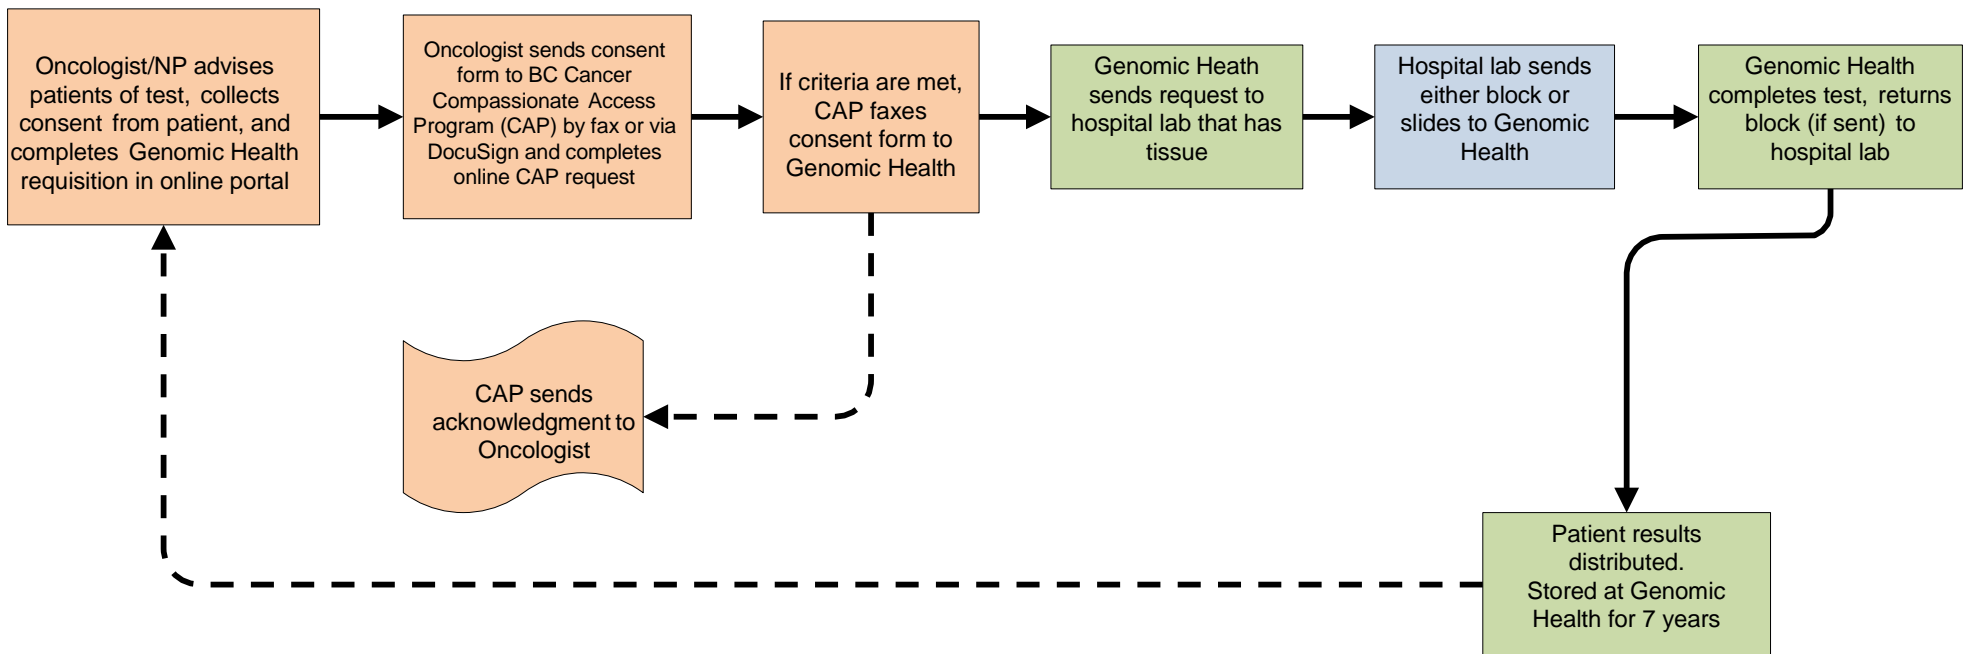 Oncologist/NP advises
patients of test, collects
consent from patient, and
completes Genomic Health
requisition in online portal
Oncologist sends consent
form to BC Cancer
Compassionate Access
Program (CAP) by fax or via
DocuSign and completes
online CAP request
If criteria are met,
CAP faxes
consent form to
Genomic Health
Genomic Heath
sends request to
hospital lab that has
tissue
Hospital lab sends
either block or
slides to Genomic
Health
Genomic Health
completes test, returns
block (if sent) to
hospital lab
CAP sends
acknowledgment to
Oncologist
Patient results
distributed.
Stored at Genomic
Health for 7 years